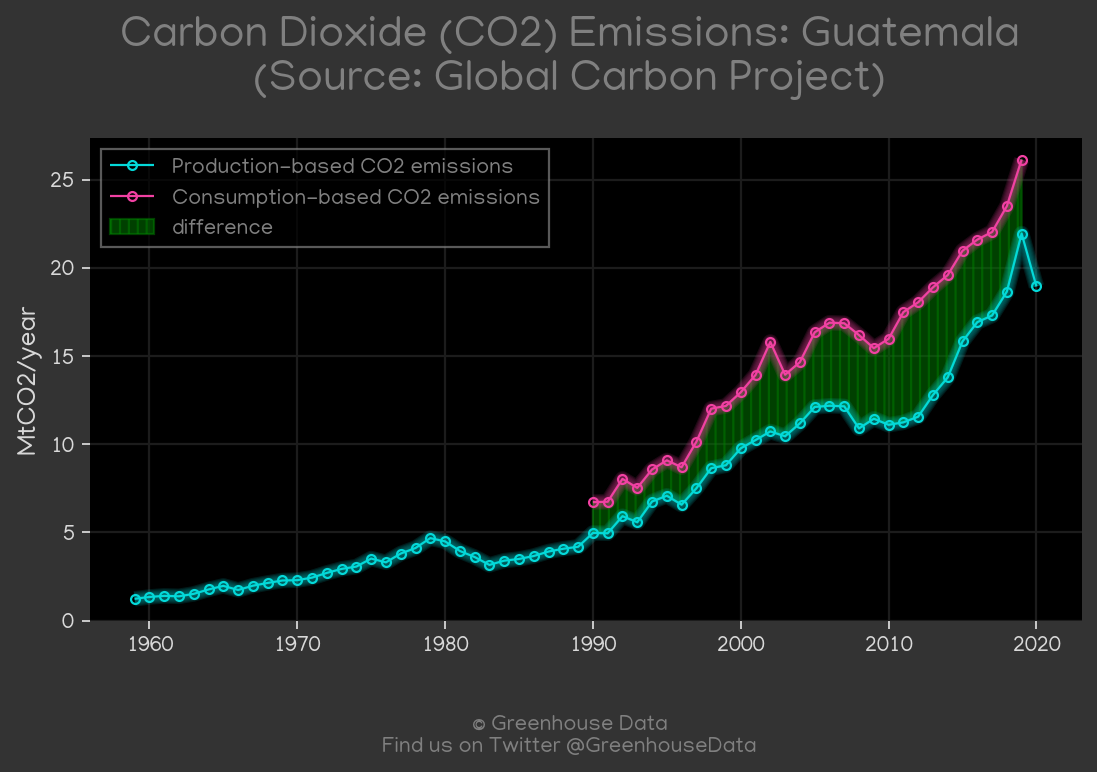 Carbon Dioxide (CO2) Emissions: Guatemala
(Source: Global Carbon Project)
Production-based CO2 emissions
Consumption-based CO2 emissions
difference
MtCO2/year
25
20
15
10
5
0
1960 1970 1980 1990 2000 2010 2020
© Greenhouse Data
Find us on Twitter @GreenhouseData